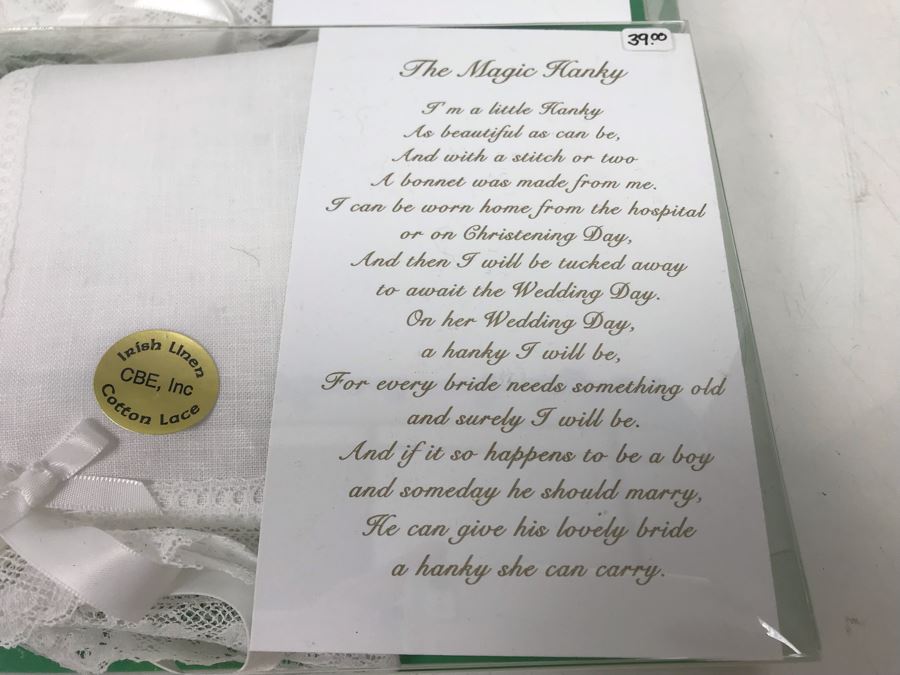 39.00
The Magic Hanky
I'm a little Hanky
As beautiful as can be,
And with a stitch or two
A bonnet was made from me.
I can be worn home from the hospital
or on Christening Day,
And then I will be tucked away
to await the Wedding Day.
On her Wedding Day,
a hanky I will be,
For every bride needs something old
and surely I will be.
And if it so happens to be a boy
and someday he should marry,
He can give his lovely bride
a hanky she can carry.
Irish Linen
CBE, Inc
Cotton Lace